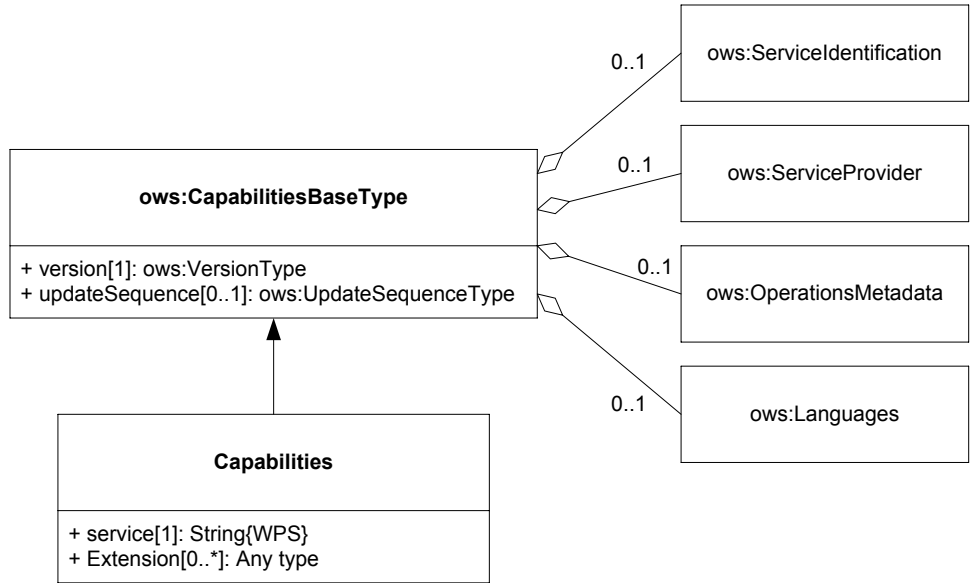 0..1
ows:ServiceIdentification
0..1
ows:ServiceProvider
ows:CapabilitiesBaseType
+ version[1]: ows:VersionType
+ updateSequence[0..1]: ows:UpdateSequenceType
0..1
ows:OperationsMetadata
0..1
ows:Languages
Capabilities
+ service[1]: String{WPS}
+ Extension[0..*]: Any type